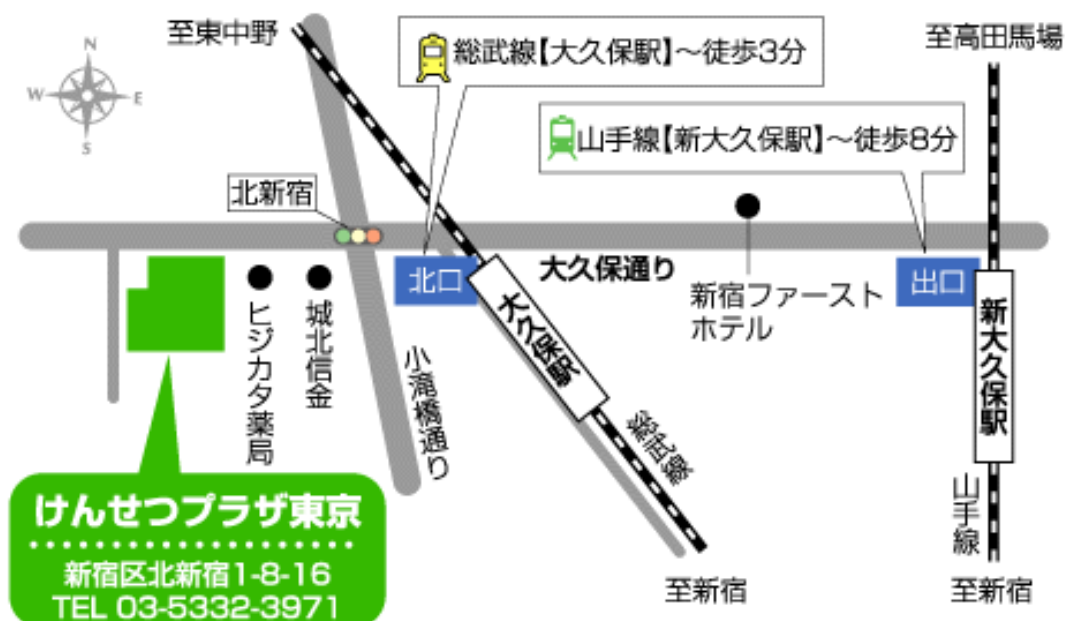 N
W
E
S
至東中野
総武線【大久保駅】~徒歩3分
至高田馬場
山手線【新大久保駅】~徒歩8分
北新宿
北口
大久保通り
出口
新宿ファースト
ホテル
ヒジカタ薬局
城北信金
小滝橋通り
大久保駅
総武線
新大久保駅
山手線
けんせつプラザ東京
新宿区北新宿1-8-16
TEL 03-5332-3971
至新宿
至新宿